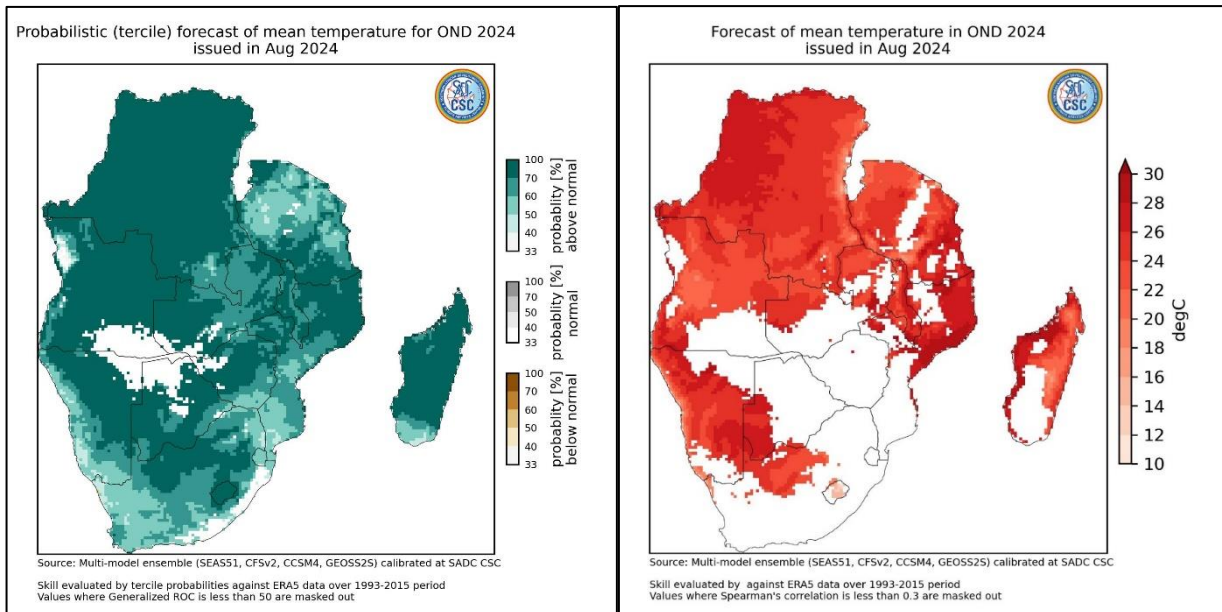 Probabilistic (tercile) forecast of mean temperature for OND 2024
issued in Aug 2024
CSC
100
70
60
50
40
33
probablity [%]
above normal
100
70
50
40
33
probablity [%]
normal
100
70
60
50
40
33
probablity [%]
below normal
Source: Multi-model ensemble (SEAS51, CFSv2, CCSM4, GEOSS2S) calibrated at SADC CSC
Skill evaluated by tercile probabilities against ERA5 data over 1993-2015 period
Values where Generalized ROC is less than 50 are masked out
Forecast of mean temperature in OND 2024
issued in Aug 2024
CSC
30
28
26
24
22
20
18
16
14
12
10
degC
Source: Multi-model ensemble (SEAS51, CFSv2, CCSM4, GEOSS2S) calibrated at SADC CSC
Skill evaluated by against ERA5 data over 1993-2015 period
Values where Spearman's correlation is less than 0.3 are masked out